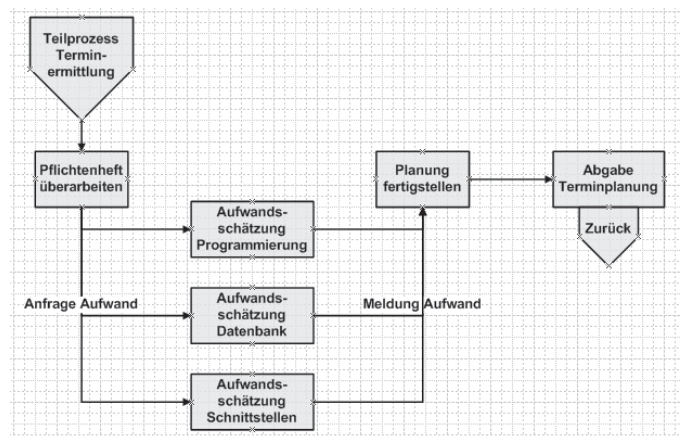 Teilprozess
Termin-
ermittlung
Pflichtenheft
überarbeiten
Planung
fertigstellen
Abgabe
Terminplanung
Zurück
Aufwands-
schätzung
Programmierung
Anfrage Aufwand
Aufwands-
schätzung
Datenbank
Meldung Aufwand
Aufwands-
schätzung
Schnittstellen